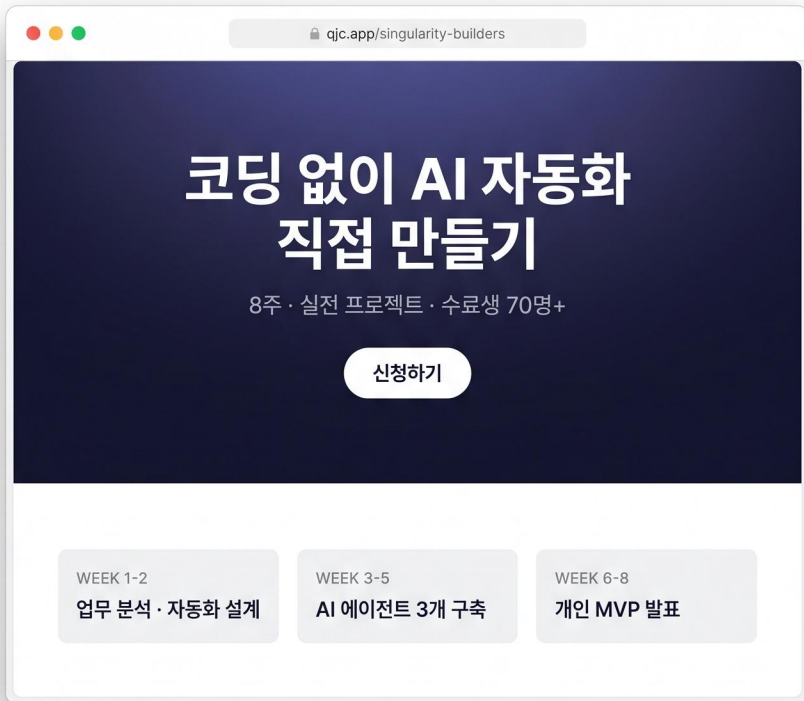 qjc.app/singularity-builders
코딩 없이 AI 자동화
직접 만들기
8주 · 실전 프로젝트 · 수료생 70명+
신청하기
WEEK 1-2
업무 분석 · 자동화 설계
WEEK 3-5
AI 에이전트 3개 구축
WEEK 6-8
개인 MVP 발표